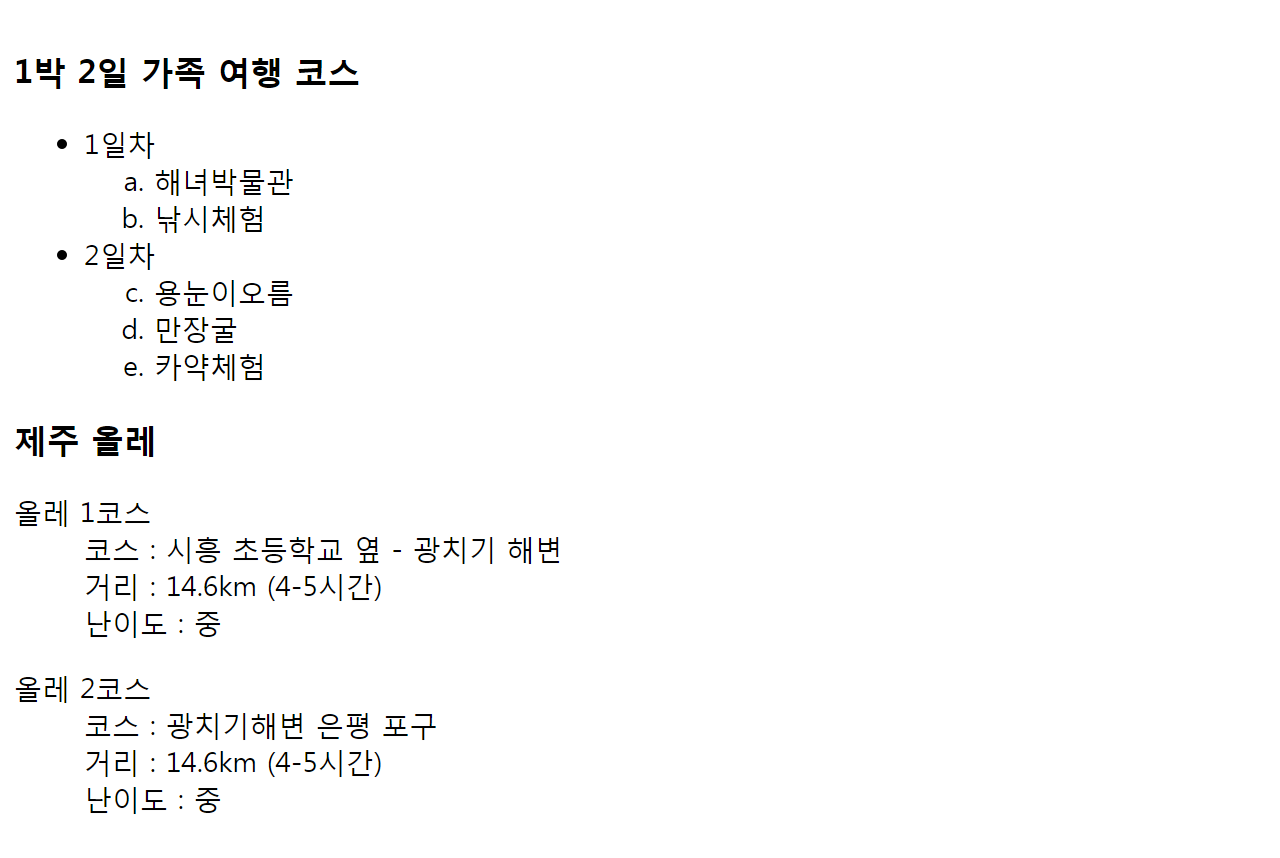 1박 2일 가족 여행 코스
• 1일차
a. 해녀박물관
b. 낚시체험
• 2일차
c. 용눈이오름
d. 만장굴
e. 카약체험
제주 올레
올레 1코스
코스 : 시흥 초등학교 옆 - 광치기 해변
거리 : 14.6km (4-5시간)
난이도 : 중
올레 2코스
코스 : 광치기해변 은평 포구
거리 : 14.6km (4-5시간)
난이도 : 중